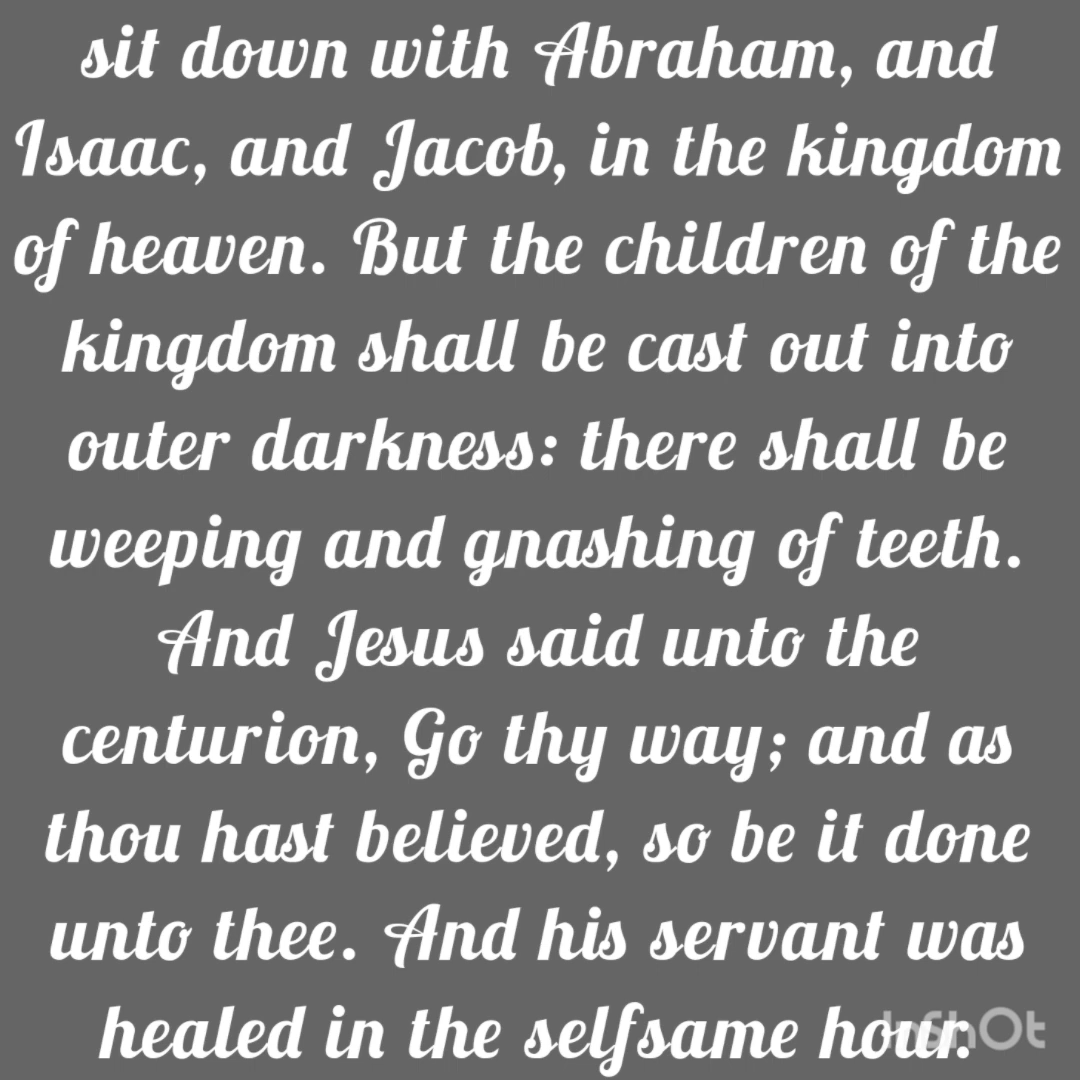 sit down with Abraham, and
Isaac, and Jacob, in the kingdom
of heaven. But the children of the
kingdom shall be cast out into
outer darkness: there shall be
weeping and gnashing of teeth.
And Jesus said unto the
centurion, Go thy way; and as
thou hast believed, so be it done
unto thee. And his servant was
healed in the selfsame hour.
InShOt